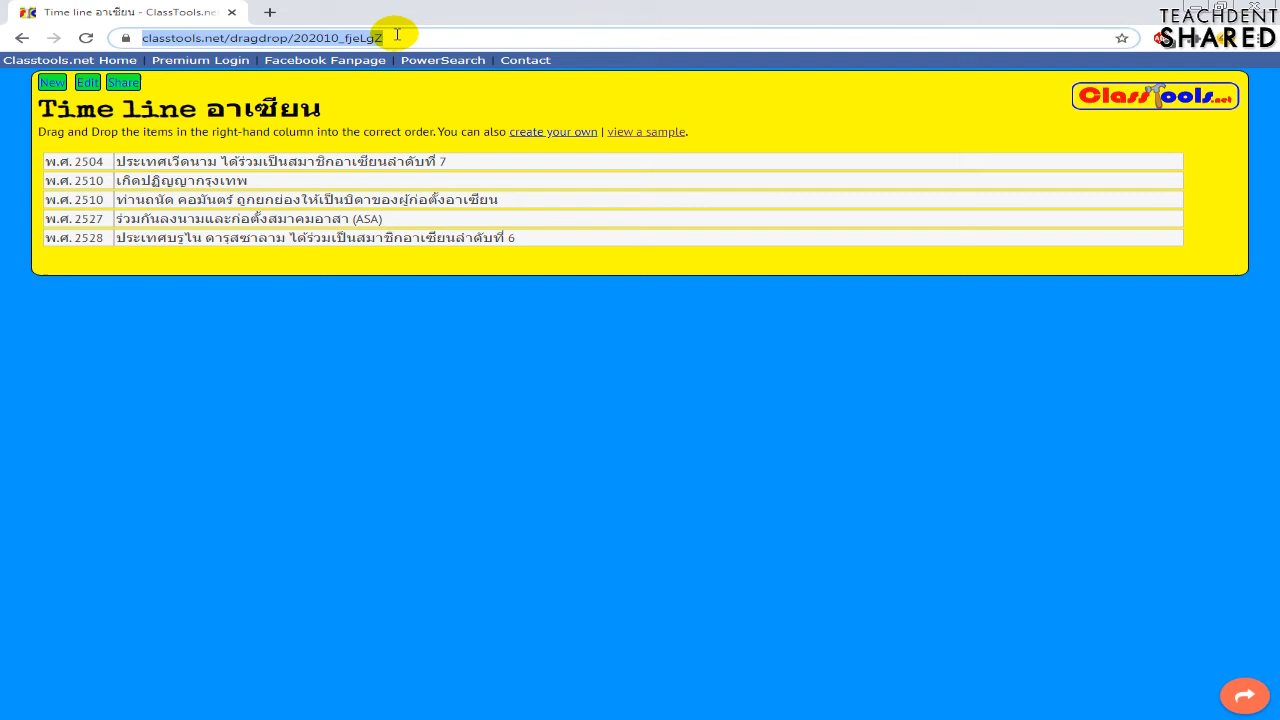 Time line อาเซียน - ClassTools.ne
TEACHDENT
SHARED
classtools.net/dragdrop/202010_fjeLgZ
Classtools.net Home | Premium Login | Facebook Fanpage | PowerSearch | Contact
New Edit Share
Time line อาเซียน
ClassTools.net
Drag and Drop the items in the right-hand column into the correct order. You can also create your own | view a sample.
พ.ศ. 2504 ประเทศเวีดนาม ได้ร่วมเป็นสมาชิกอาเซียนลำดับที่ 7
พ.ศ. 2510 เกิดปฏิญญากรุงเทพ
พ.ศ. 2510 ท่านถนัด คอมันตร์ ถูกยกย่องให้เป็นบิดาของผู้ก่อตั้งอาเซียน
พ.ศ. 2527 ร่วมกันลงนามและก่อตั้งสมาคมอาสา (ASA)
พ.ศ. 2528 ประเทศบรูไน ดารุสซาลาม ได้ร่วมเป็นสมาชิกอาเซียนลำดับที่ 6